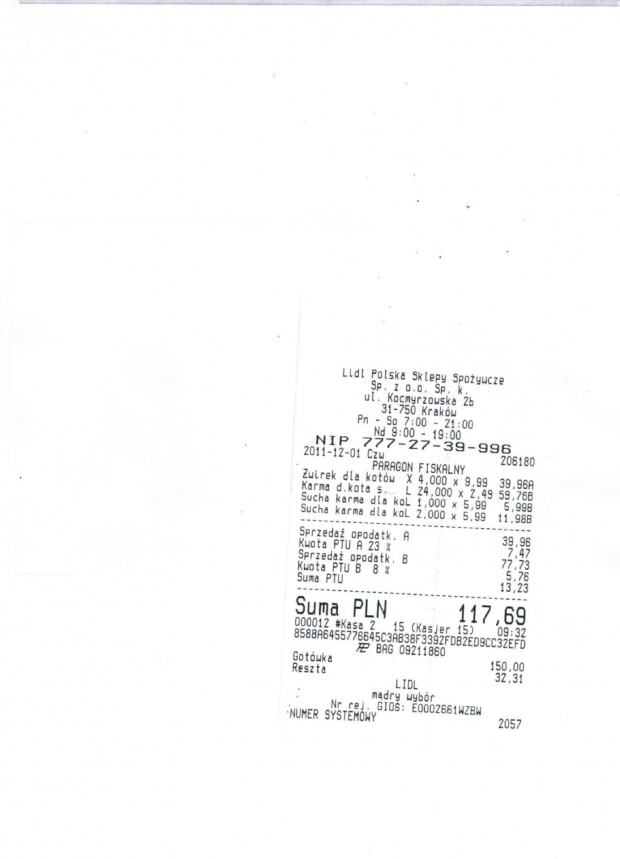 Lidl Polska Sklepy Spożywcze
Sp. z o.o. Sp. k.
ul. Kocmyrzowska 2b
31-750 Kraków
Pn - So 7:00 - 21:00
Nd 9:00 - 19:00
NIP 777-27-39-996
2011-12-01 Czw 206180
PARAGON FISKALNY
Żwirek dla kotów X 4,000 x 9,99 39,96A
Karma d.kota s... L 24,000 x 2,49 59,76B
Sucha karma dla koL 1,000 x 5,99 5,99B
Sucha karma dla koL 2,000 x 5,99 11,98B
Sprzedaż opodatk. A 39,96
Kwota PTU A 23 % 7,47
Sprzedaż opodatk. B 77,73
Kwota PTU B 8 % 5,76
Suma PTU 13,23
Suma PLN 117,69
000012 #Kasa 2 15 (Kasjer 15) 09:32
8588A6455776645C3AB38F3392FDB2ED9CC32EFD
BAG 09211860
Gotówka 150,00
Reszta 32,31
LIDL
mądry wybór
Nr rej. GIOŚ: E0002661WZBW
NUMER SYSTEMOWY 2057